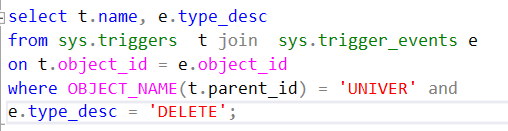 select t.name, e.type_desc
from sys.triggers  t join  sys.trigger_events e
on t.object_id = e.object_id
where OBJECT_NAME(t.parent_id) = 'UNIVER' and
e.type_desc = 'DELETE';